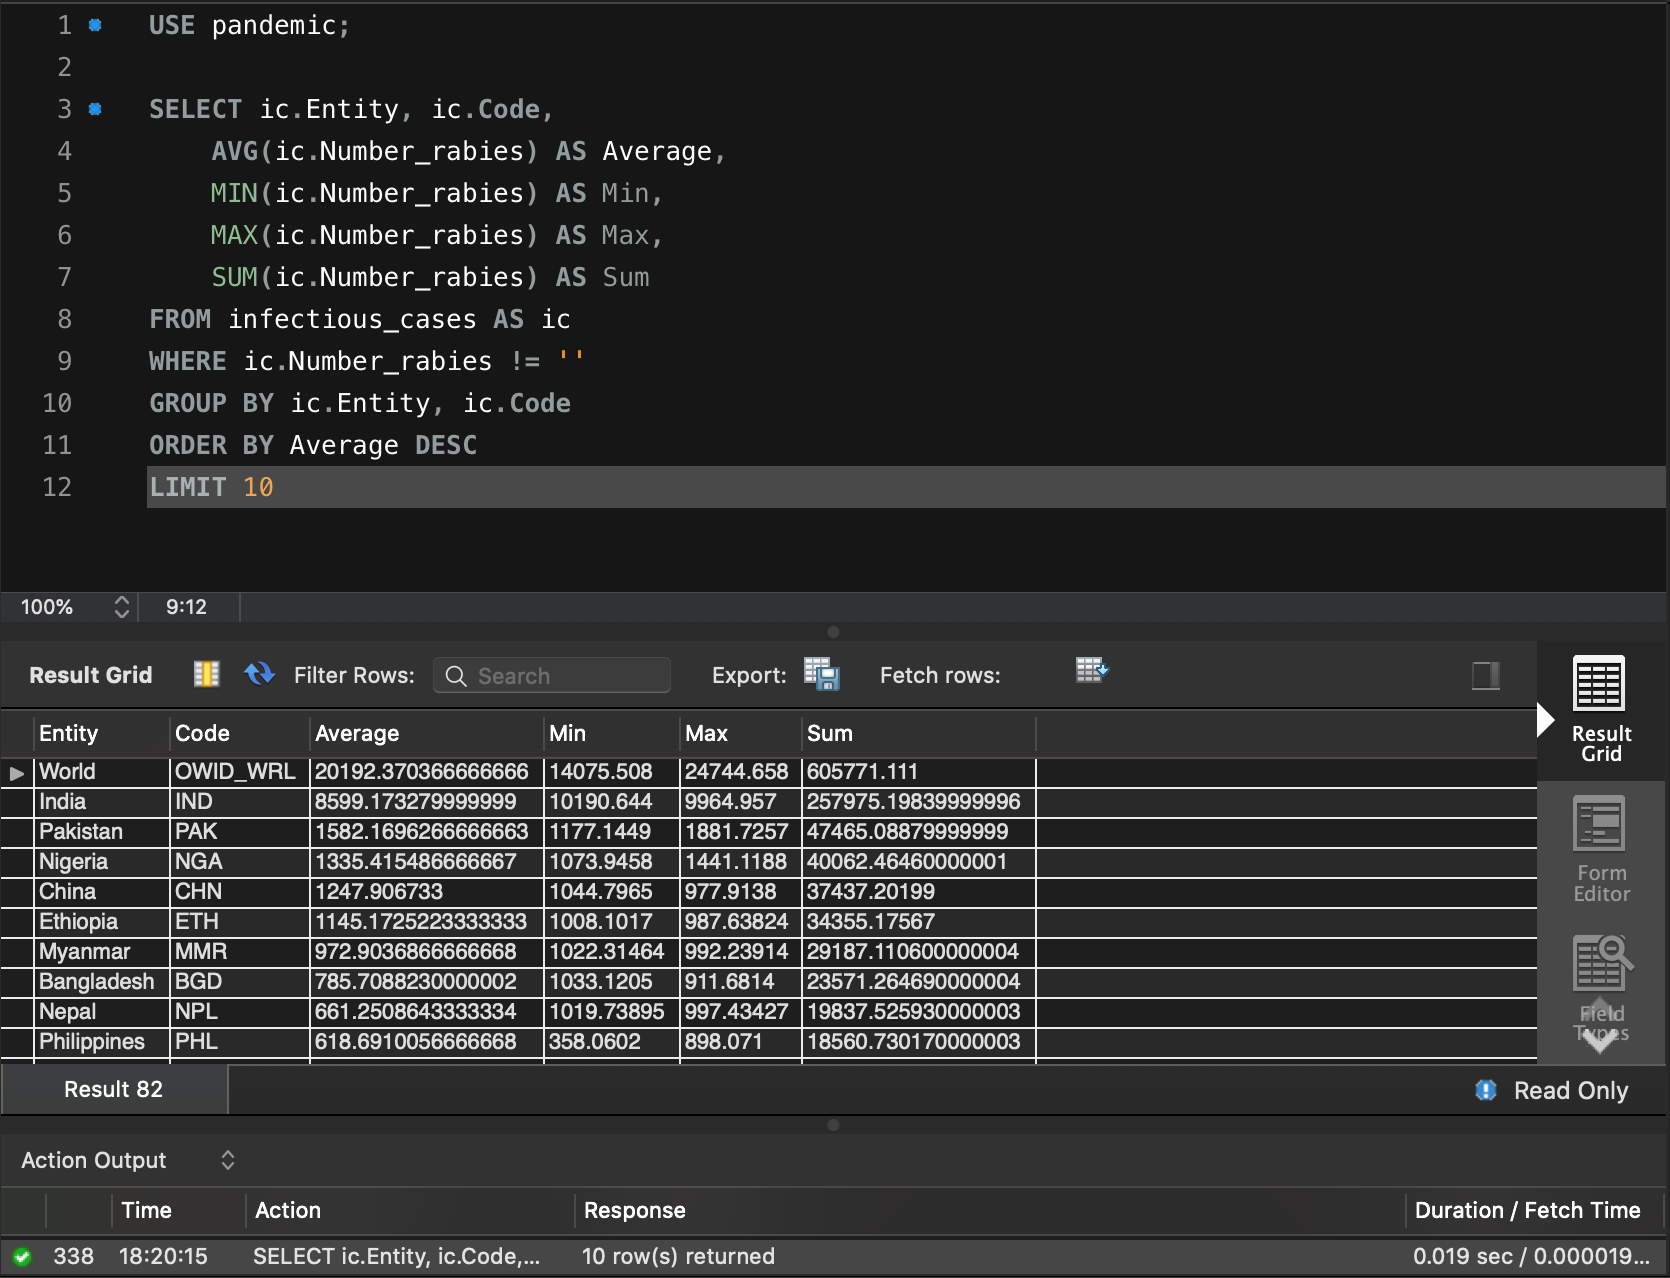 1 USE pandemic;
2
3 SELECT ic.Entity, ic.Code,
4 AVG(ic.Number_rabies) AS Average,
5 MIN(ic.Number_rabies) AS Min,
6 MAX(ic.Number_rabies) AS Max,
7 SUM(ic.Number_rabies) AS Sum
8 FROM infectious_cases AS ic
9 WHERE ic.Number_rabies != ''
10 GROUP BY ic.Entity, ic.Code
11 ORDER BY Average DESC
12 LIMIT 10
100% 9:12
Result Grid Filter Rows: Search Export: Fetch rows:
Entity Code Average Min Max Sum
World OWID_WRL 20192.370366666666 14075.508 24744.658 605771.111
India IND 8599.173279999999 10190.644 9964.957 257975.19839999996
Pakistan PAK 1582.1696266666663 1177.1449 1881.7257 47465.08879999999
Nigeria NGA 1335.415486666667 1073.9458 1441.1188 40062.46460000001
China CHN 1247.906733 1044.7965 977.9138 37437.20199
Ethiopia ETH 1145.1725223333333 1008.1017 987.63824 34355.17567
Myanmar MMR 972.9036866666668 1022.31464 992.23914 29187.110600000004
Bangladesh BGD 785.7088230000002 1033.1205 911.6814 23571.264690000004
Nepal NPL 661.2508643333334 1019.73895 997.43427 19837.525930000003
Philippines PHL 618.6910056666668 358.0602 898.071 18560.730170000003
Result
Grid
Form
Editor
Field
Types
Result 82 Read Only
Action Output
Time Action Response Duration / Fetch Time
338 18:20:15 SELECT ic.Entity, ic.Code,... 10 row(s) returned 0.019 sec / 0.000019...